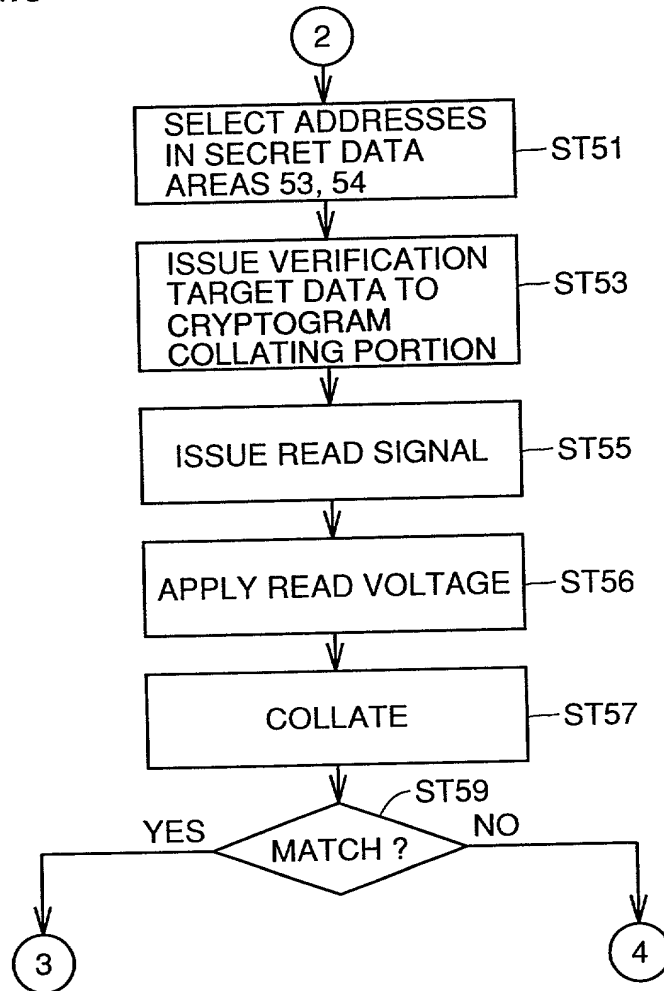 2
SELECT ADDRESSES
IN SECRET DATA
AREAS 53, 54
ST51
ISSUE VERIFICATION
TARGET DATA TO
CRYPTOGRAM
COLLATING PORTION
ST53
ISSUE READ SIGNAL
ST55
APPLY READ VOLTAGE
ST56
COLLATE
ST57
ST59
YES
MATCH ?
NO
3
4